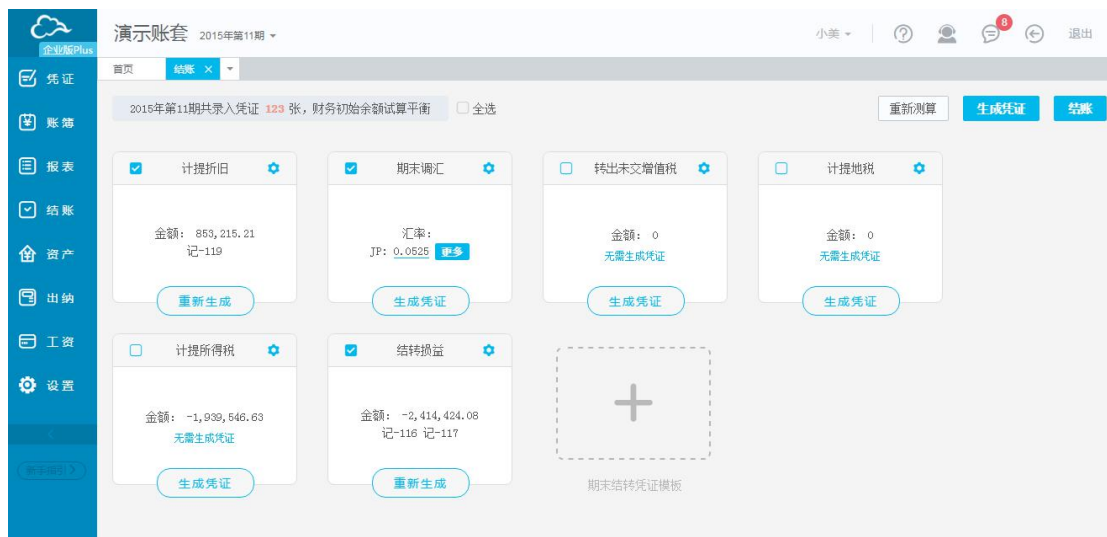 演示账套 2015年第11期
小美
8
退出
企业版Plus
首页
结账
凭证
账簿
报表
结账
资产
出纳
工资
设置
新手指引
2015年第11期共录入凭证 123 张，财务初始余额试算平衡
全选
重新测算
生成凭证
结账
计提折旧
金额： 853,215.21
记-119
重新生成
期末调汇
汇率：
JP: 0.0525 更多
生成凭证
转出未交增值税
金额： 0
无需生成凭证
生成凭证
计提地税
金额： 0
无需生成凭证
生成凭证
计提所得税
金额： -1,939,546.63
无需生成凭证
生成凭证
结转损益
金额： -2,414,424.08
记-116 记-117
重新生成
期末结转凭证模板